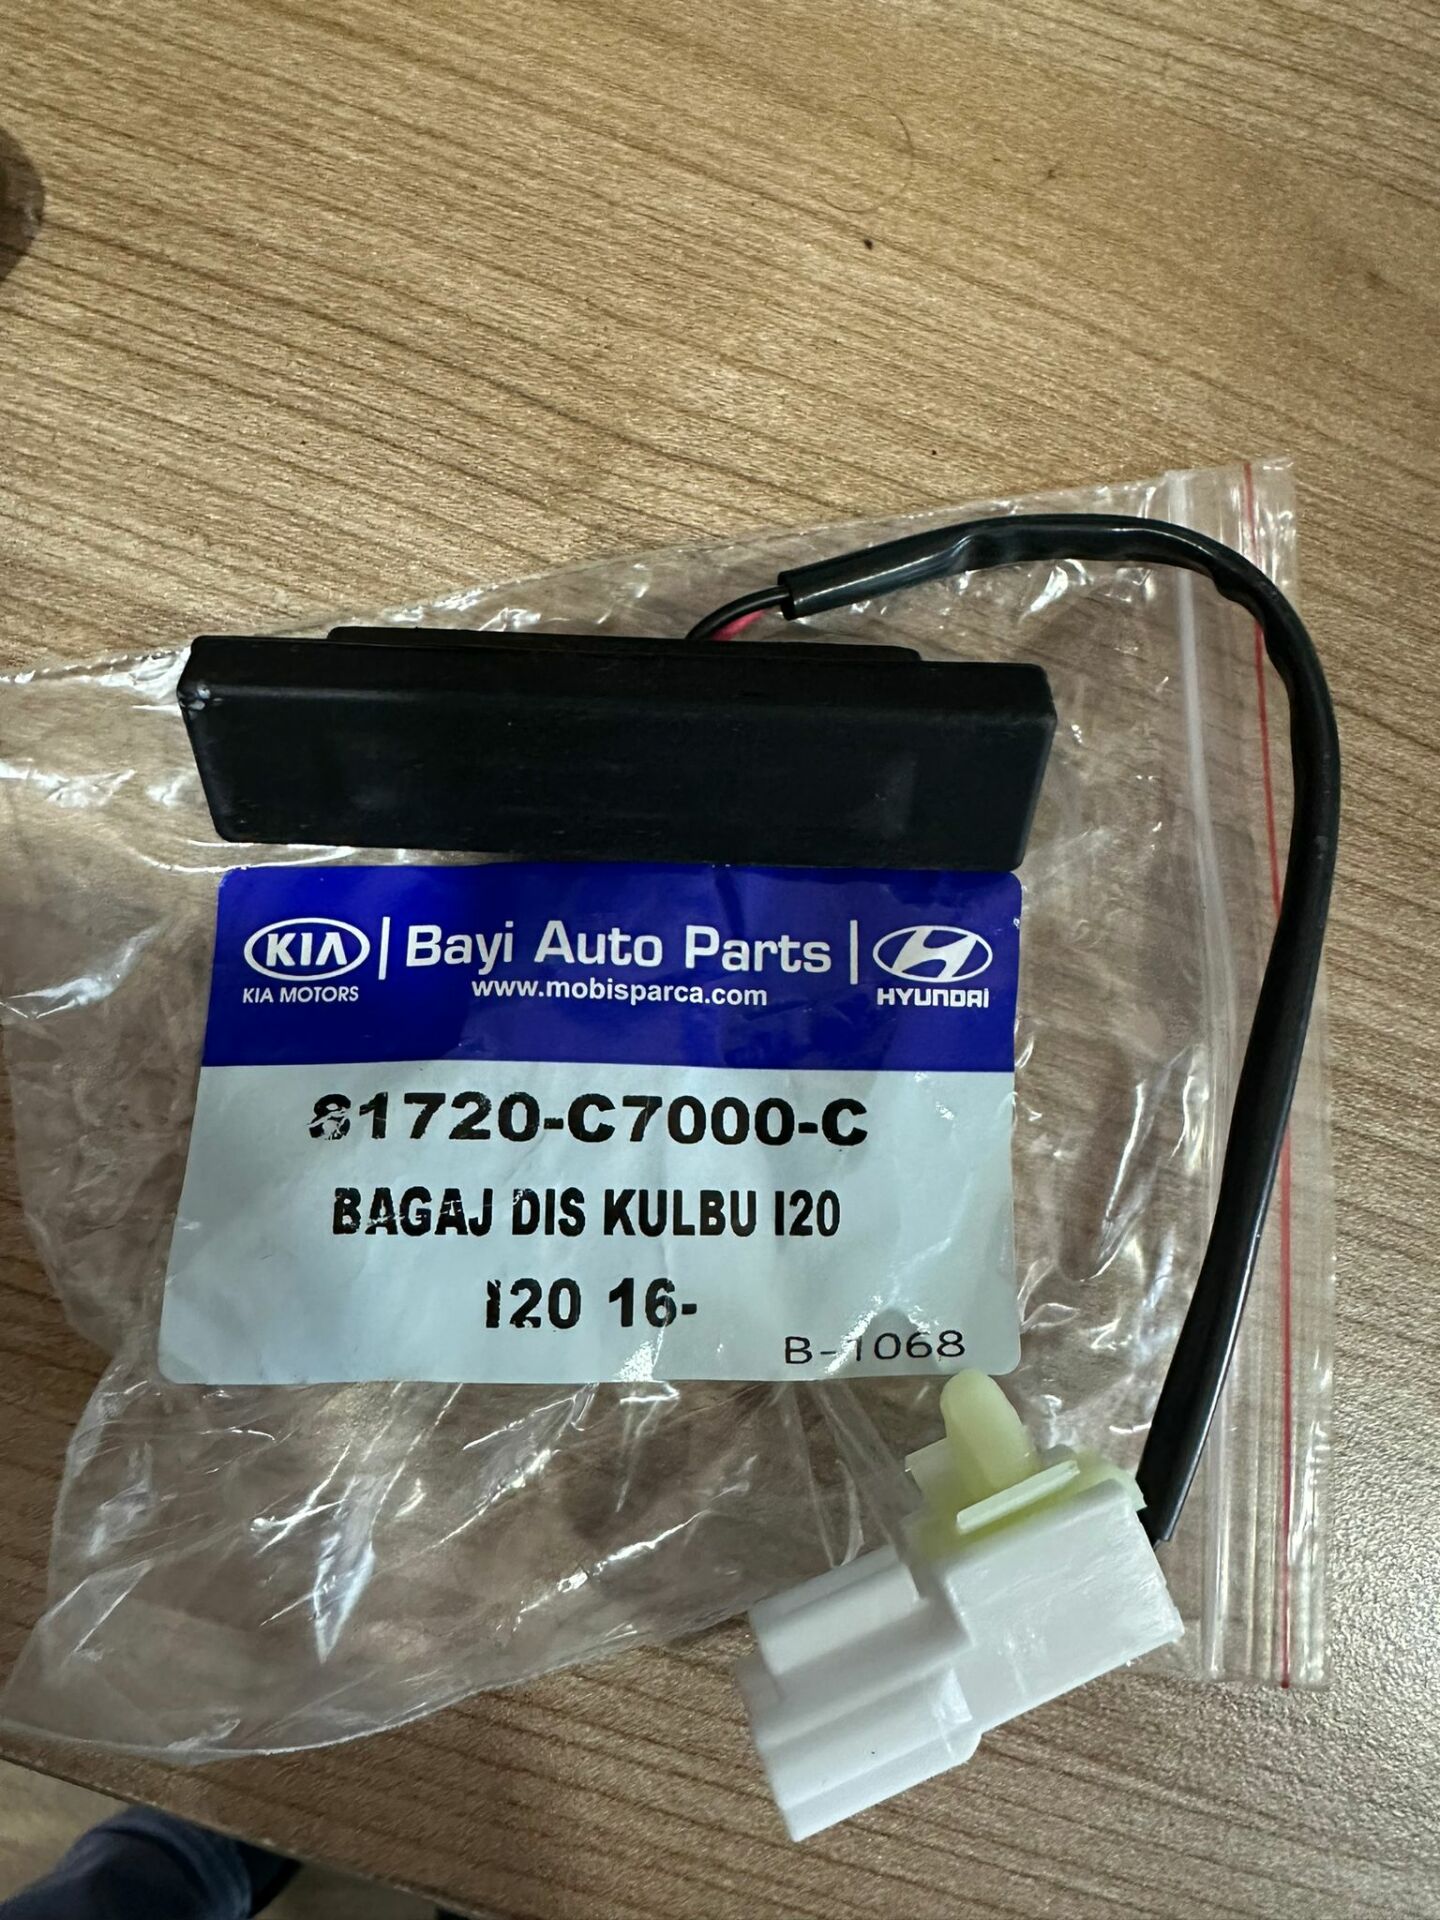 KIA
KIA MOTORS
Bayi Auto Parts
www.mobisparca.com
HYUNDAI
81720-C7000-C
BAGAJ DIS KULBU I20
I20 16-
B-1068